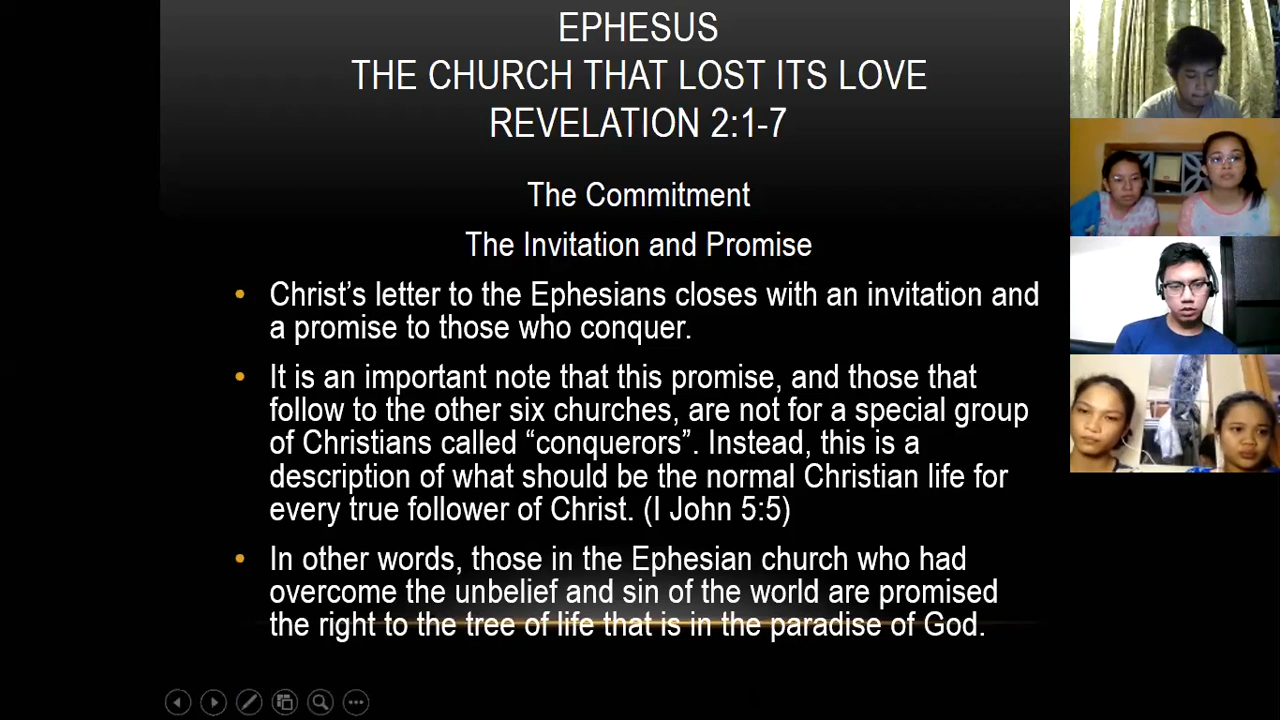 EPHESUS
THE CHURCH THAT LOST ITS LOVE
REVELATION 2:1-7
The Commitment
The Invitation and Promise
• Christ’s letter to the Ephesians closes with an invitation and
a promise to those who conquer.
• It is an important note that this promise, and those that
follow to the other six churches, are not for a special group
of Christians called “conquerors”. Instead, this is a
description of what should be the normal Christian life for
every true follower of Christ. (I John 5:5)
• In other words, those in the Ephesian church who had
overcome the unbelief and sin of the world are promised
the right to the tree of life that is in the paradise of God.